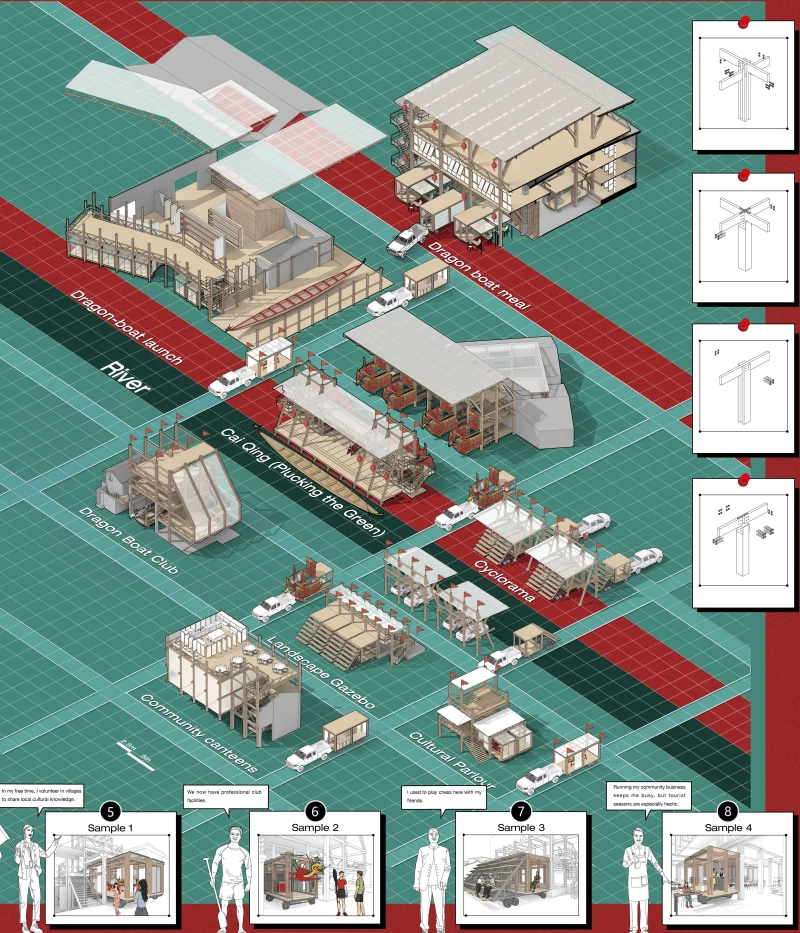 Dragon boat meal
Dragon-boat launch
River
Cai Qing (Plucking the Green)
Dragon Boat Club
Cyclorama
Landscape Gazebo
Community canteens
Cultural Parlour
In my free time, I volunteer in villages
to share local cultural knowledge.
We now have professional club
facilities.
I used to play chess here with my
friends.
Running my community business
keeps me busy, but tourist
seasons are especially hectic.
5
Sample 1
6
Sample 2
7
Sample 3
8
Sample 4